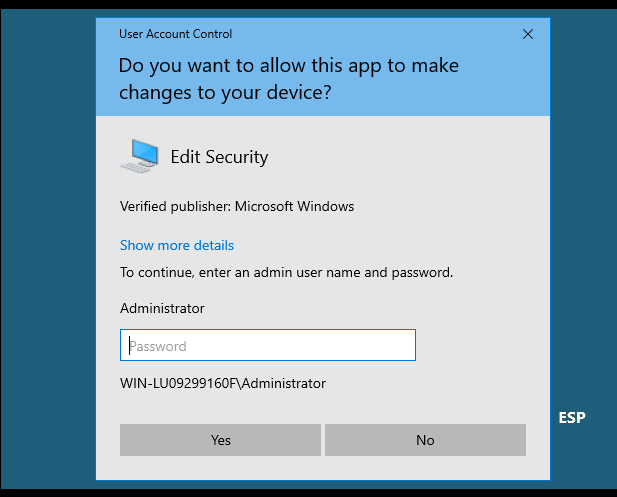 User Account Control
Do you want to allow this app to make
changes to your device?
Edit Security
Verified publisher: Microsoft Windows
Show more details
To continue, enter an admin user name and password.
Administrator
Password
WIN-LU09299160F\Administrator
Yes
No
ESP